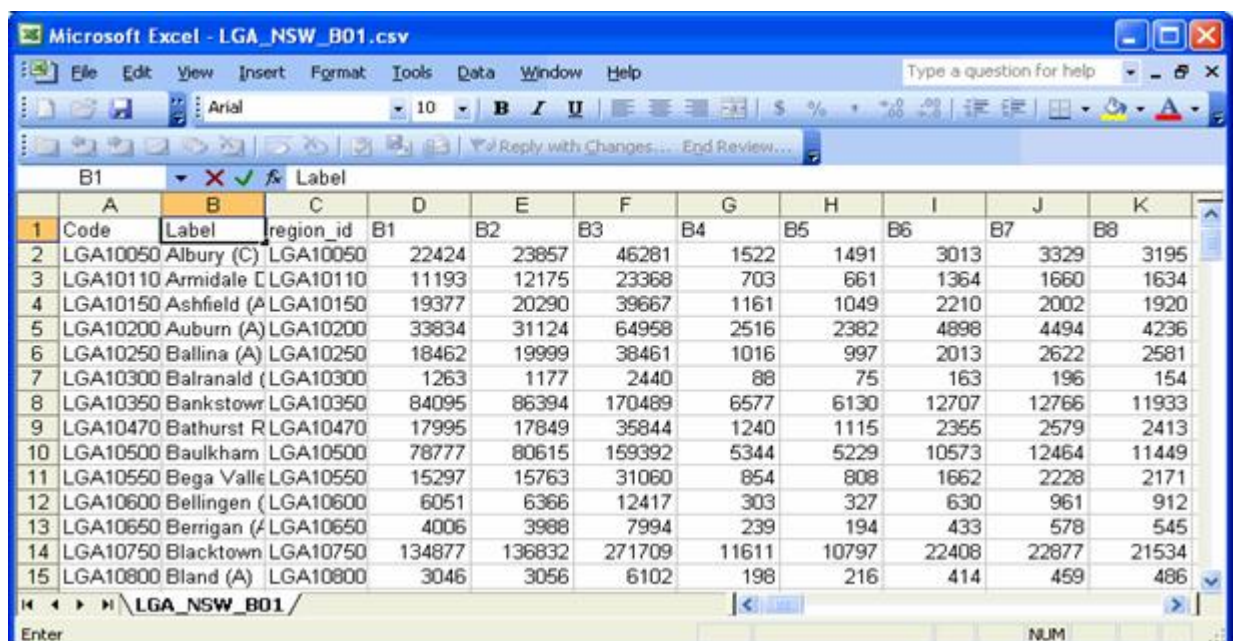 Microsoft Excel - LGA_NSW_B01.csv
File Edit View Insert Format Tools Data Window Help Type a question for help
Arial 10 B I U $ % , A
Reply with Changes... End Review...
B1 fx Label
A B C D E F G H I J K
1 Code Label region_id B1 B2 B3 B4 B5 B6 B7 B8
2 LGA10050 Albury (C) LGA10050 22424 23857 46281 1522 1491 3013 3329 3195
3 LGA10110 Armidale D LGA10110 11193 12175 23368 703 661 1364 1660 1634
4 LGA10150 Ashfield (A LGA10150 19377 20290 39667 1161 1049 2210 2002 1920
5 LGA10200 Auburn (A) LGA10200 33834 31124 64958 2516 2382 4898 4494 4236
6 LGA10250 Ballina (A) LGA10250 18462 19999 38461 1016 997 2013 2622 2581
7 LGA10300 Balranald ( LGA10300 1263 1177 2440 88 75 163 196 154
8 LGA10350 Bankstowr LGA10350 84095 86394 170489 6577 6130 12707 12766 11933
9 LGA10470 Bathurst R LGA10470 17995 17849 35844 1240 1115 2355 2579 2413
10 LGA10500 Baulkham LGA10500 78777 80615 159392 5344 5229 10573 12464 11449
11 LGA10550 Bega Valle LGA10550 15297 15763 31060 854 808 1662 2228 2171
12 LGA10600 Bellingen ( LGA10600 6051 6366 12417 303 327 630 961 912
13 LGA10650 Berrigan (A LGA10650 4006 3988 7994 239 194 433 578 545
14 LGA10750 Blacktown LGA10750 134877 136832 271709 11611 10797 22408 22877 21534
15 LGA10800 Bland (A) LGA10800 3046 3056 6102 198 216 414 459 486
LGA_NSW_B01
Enter NUM